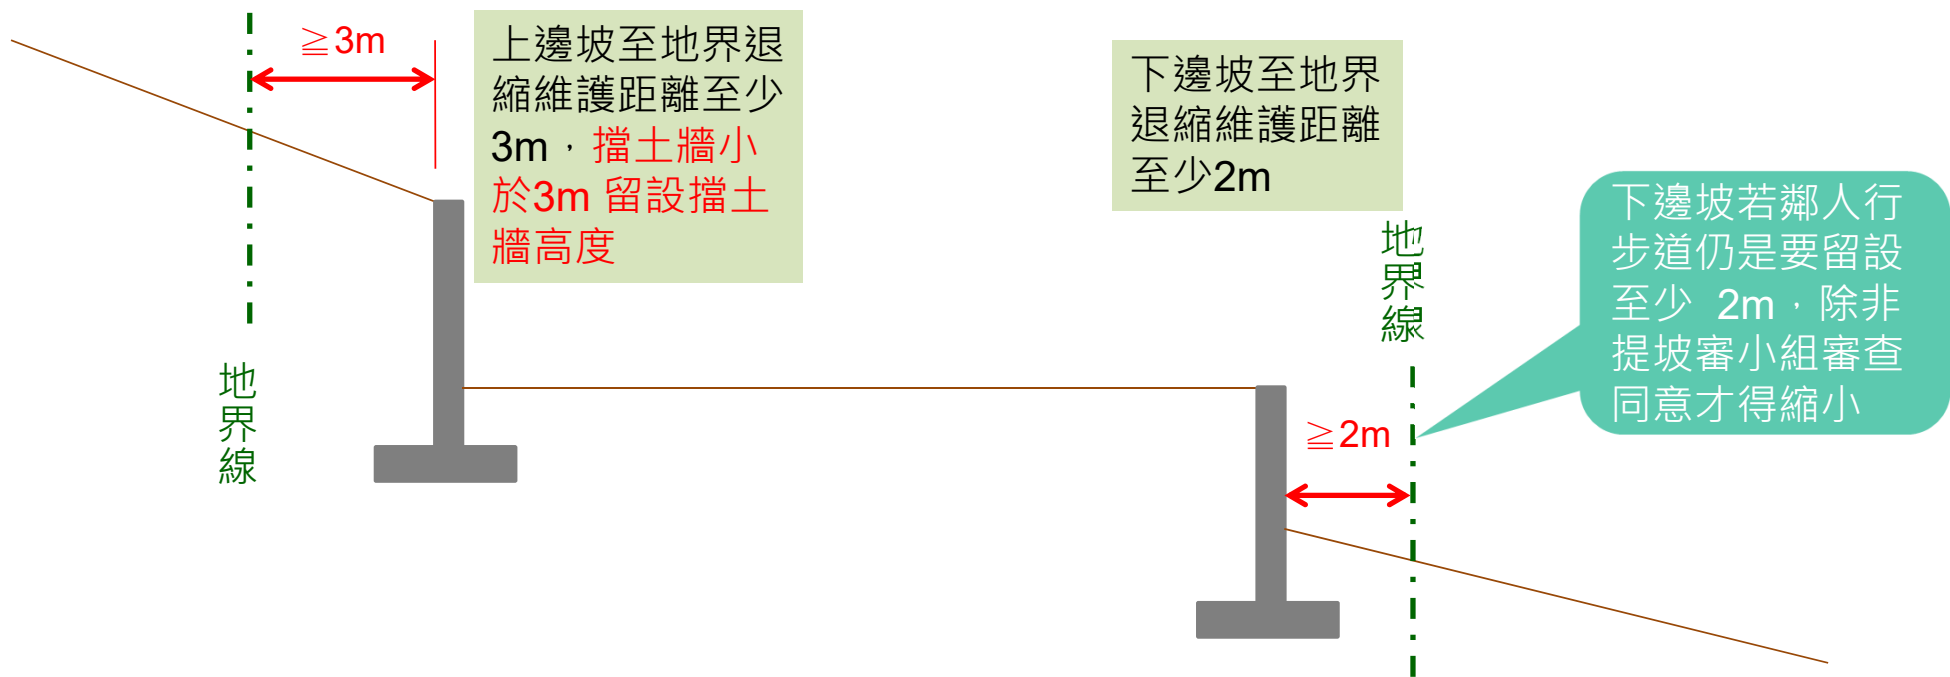 ≧3m
上邊坡至地界退
縮維護距離至少
3m，擋土牆小
於3m 留設擋土
牆高度
地界線
下邊坡至地界
退縮維護距離
至少2m
地界線
≧2m
下邊坡若鄰人行
步道仍是要留設
至少 2m，除非
提坡審小組審查
同意才得縮小